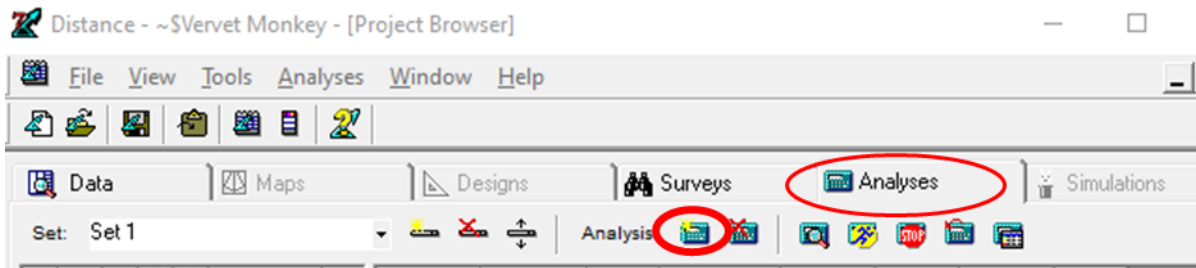 Distance - ~$Vervet Monkey - [Project Browser]
File View Tools Analyses Window Help
Data Maps Designs Surveys Analyses Simulations
Set: Set 1 Analysis STOP